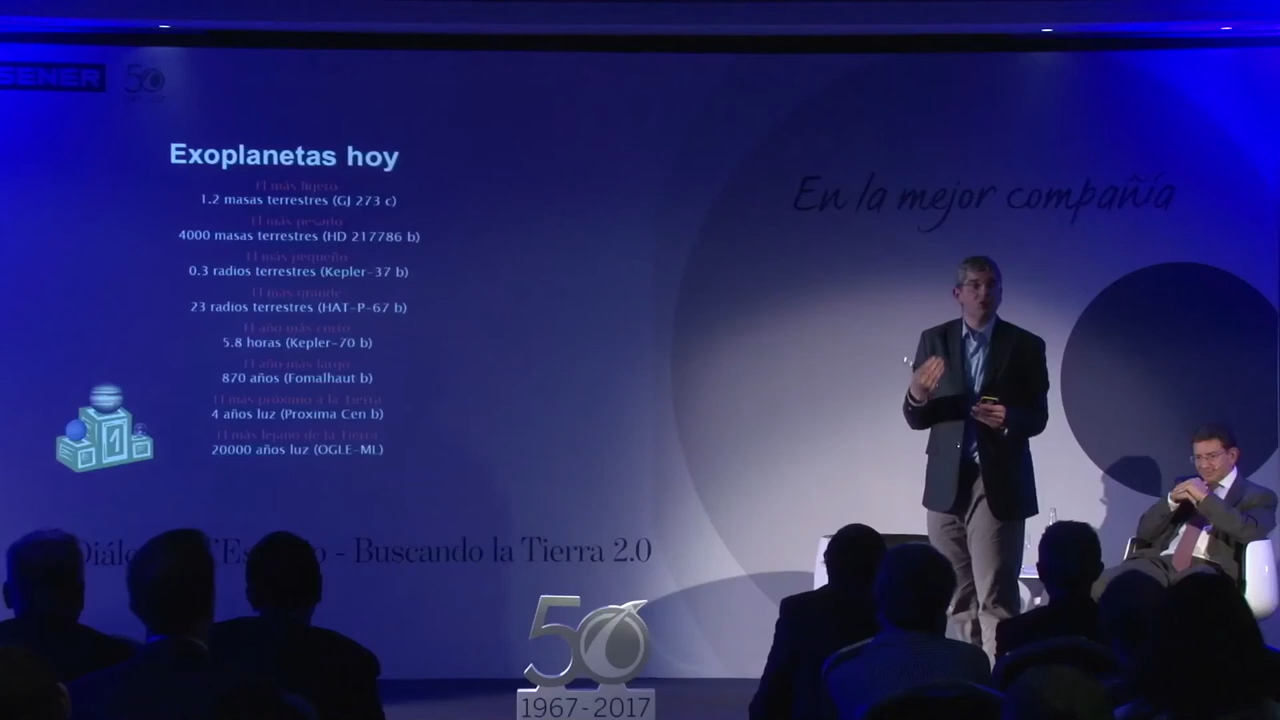 SENER
50
Exoplanetas hoy
El más ligero
1.2 masas terrestres (GJ 273 c)
El más pesado
4000 masas terrestres (HD 217786 b)
El más pequeño
0.3 radios terrestres (Kepler-37 b)
El más grande
23 radios terrestres (HAT-P-67 b)
El año más corto
5.8 horas (Kepler-70 b)
El año más largo
870 años (Fomalhaut b)
El más próximo a la Tierra
4 años luz (Proxima Cen b)
El más lejano de la Tierra
20000 años luz (OGLE-ML)
1
En la mejor compañía
- Buscando la Tierra 2.0
50
1967-2017